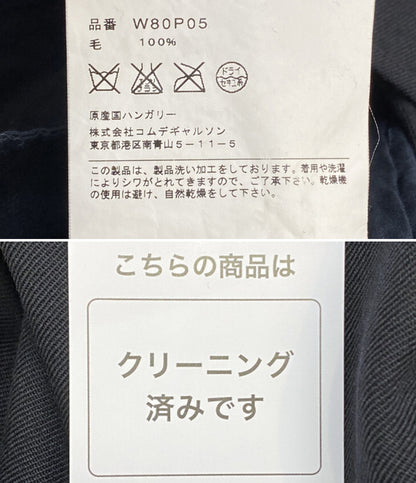 品番 W80P05
毛 100%
ドライ
セキユ系
原産国ハンガリー
株式会社コムデギャルソン
東京都港区南青山5-11-5
この製品は、製品洗い加工をしております。着用や洗濯
によりシワがとれてきますので、ご了承下さい。乾燥機
の使用は避け、自然乾燥をして下さい。
こちらの商品は
クリーニング
済みです